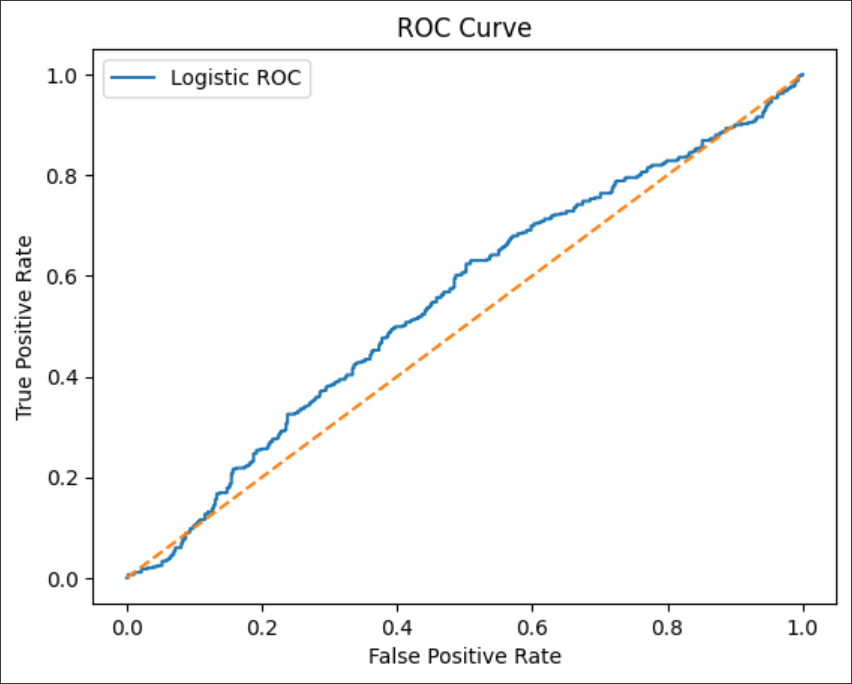 ROC Curve
Logistic ROC
True Positive Rate
1.0
0.8
0.6
0.4
0.2
0.0
0.0 0.2 0.4 0.6 0.8 1.0
False Positive Rate